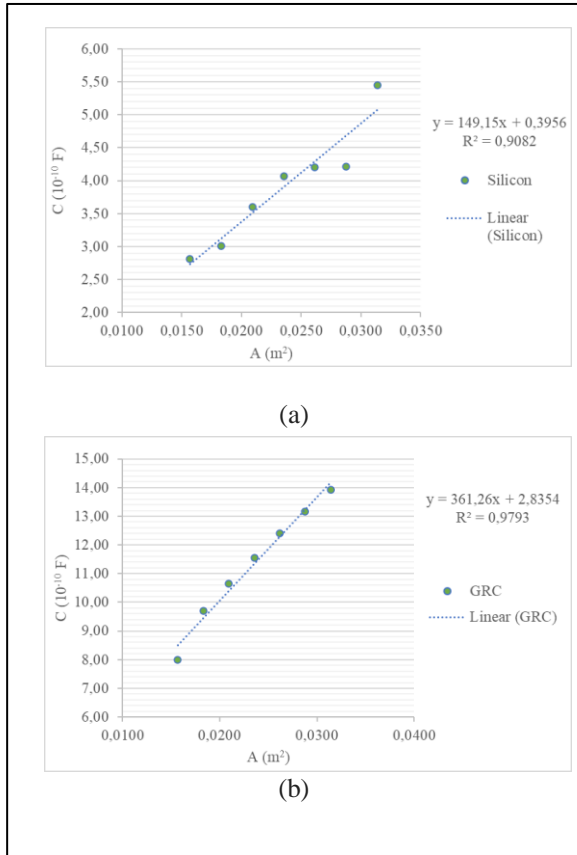 6,00
5,50
5,00
4,50
4,00
3,50
3,00
2,50
2,00
C (10⁻¹⁰ F)
0,0100 0,0150 0,0200 0,0250 0,0300 0,0350
A (m²)
y = 149,15x + 0,3956
R² = 0,9082
Silicon
Linear
(Silicon)
(a)
15,00
14,00
13,00
12,00
11,00
10,00
9,00
8,00
7,00
6,00
C (10⁻¹⁰ F)
0,0100 0,0200 0,0300 0,0400
A (m²)
y = 361,26x + 2,8354
R² = 0,9793
GRC
Linear (GRC)
(b)